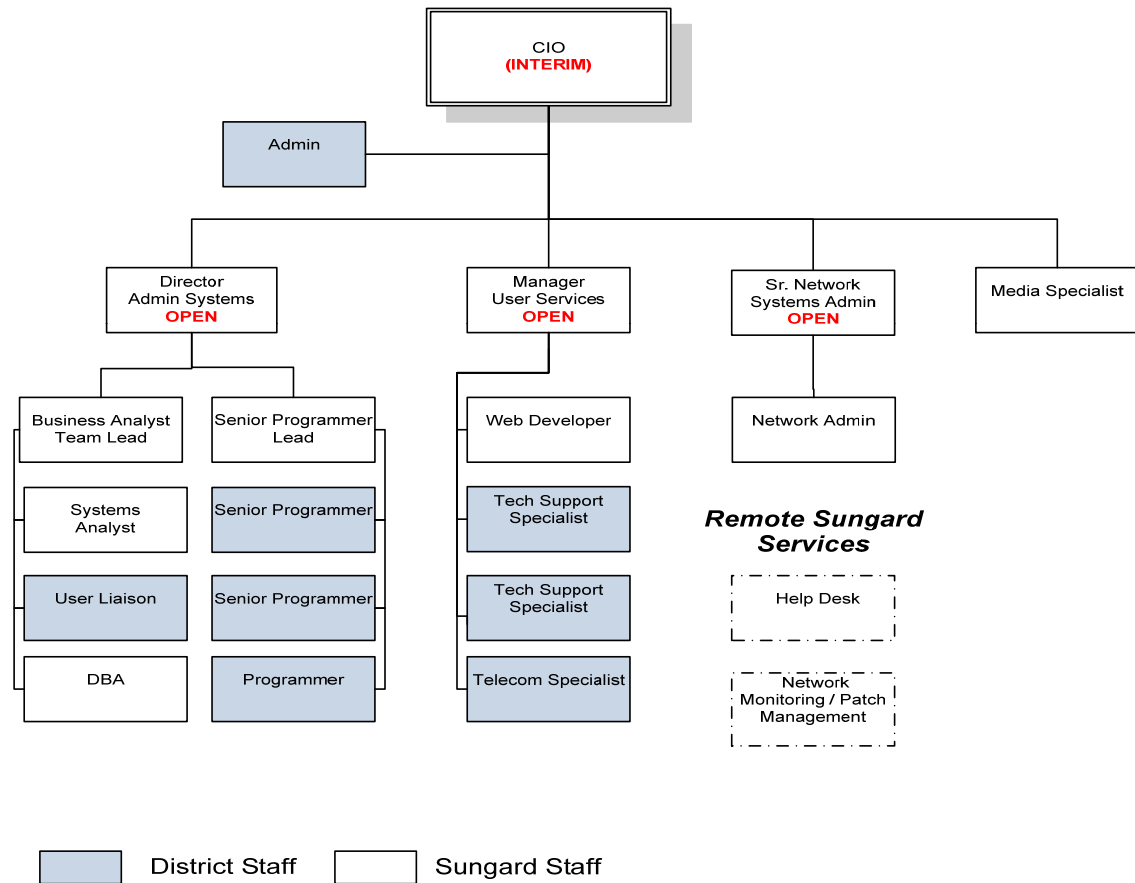 CIO
(INTERIM)
Admin
Director
Admin Systems
OPEN
Manager
User Services
OPEN
Sr. Network
Systems Admin
OPEN
Media Specialist
Business Analyst
Team Lead
Senior Programmer
Lead
Web Developer
Network Admin
Systems
Analyst
Senior Programmer
Tech Support
Specialist
Remote Sungard
Services
User Liaison
Senior Programmer
Tech Support
Specialist
Help Desk
DBA
Programmer
Telecom Specialist
Network
Monitoring / Patch
Management
District Staff
Sungard Staff